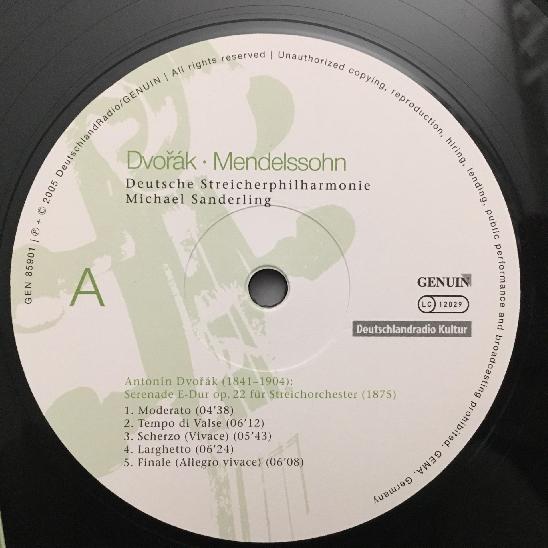 GEN 85901 | ℗ + © 2005 DeutschlandRadio/GENUIN | All rights reserved | Unauthorized copying, reproduction, hiring, lending, public performance and broadcasting prohibited. GEMA. Germany
Dvořák · Mendelssohn
Deutsche Streicherphilharmonie
Michael Sanderling
A
GENUIN
LC 12029
Deutschlandradio Kultur
Antonín Dvořák (1841–1904):
Serenade E-Dur op. 22 für Streichorchester (1875)
1. Moderato (04'38)
2. Tempo di Valse (06'12)
3. Scherzo (Vivace) (05'43)
4. Larghetto (06'24)
5. Finale (Allegro vivace) (06'08)